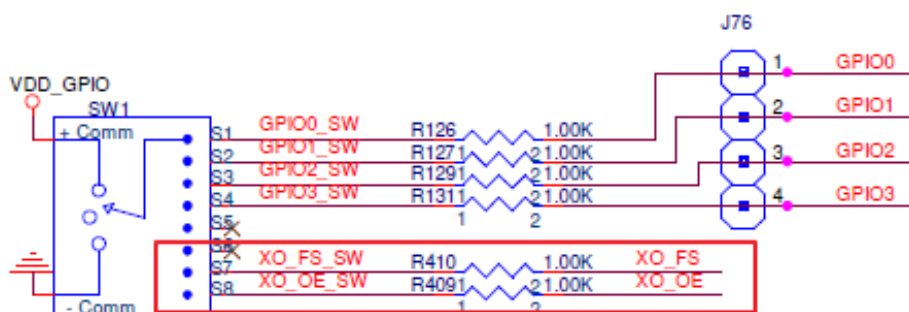 J76
1 GPIO0
VDD_GPIO
SW1
+ Comm
S1 GPIO0_SW R126 1.00K
2 GPIO1
S2 GPIO1_SW R127 1 2 1.00K
3 GPIO2
S3 GPIO2_SW R129 1 2 1.00K
S4 GPIO3_SW R131 1 2 1.00K
4 GPIO3
1 2
S5
S6
S7 XO_FS_SW R410 1.00K XO_FS
S8 XO_OE_SW R409 1 2 1.00K XO_OE
1 2
- Comm